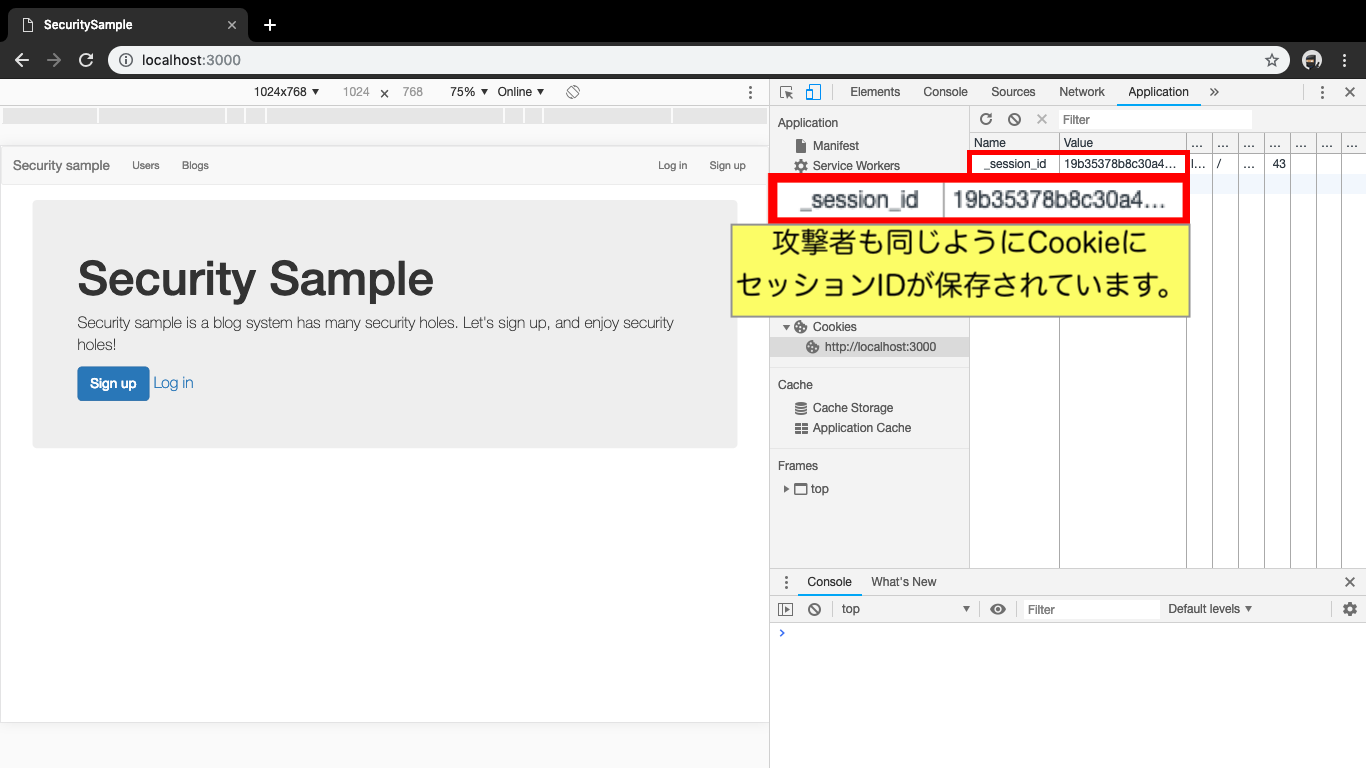 SecuritySample
localhost:3000
1024x768 ▼ 1024 × 768 75% ▼ Online ▼
Elements Console Sources Network Application »
Security sample Users Blogs Log in Sign up
Security Sample
Security sample is a blog system has many security holes. Let's sign up, and enjoy security
holes!
Sign up Log in
Application
Manifest
Service Workers
Filter
Name Value ... ... ... ... ... ... ...
_session_id 19b35378b8c30a4... l... / ... 43
_session_id 19b35378b8c30a4...
攻撃者も同じようにCookieに
セッションIDが保存されています。
Cookies
http://localhost:3000
Cache
Cache Storage
Application Cache
Frames
top
Console What's New
top ▼ Filter Default levels ▼